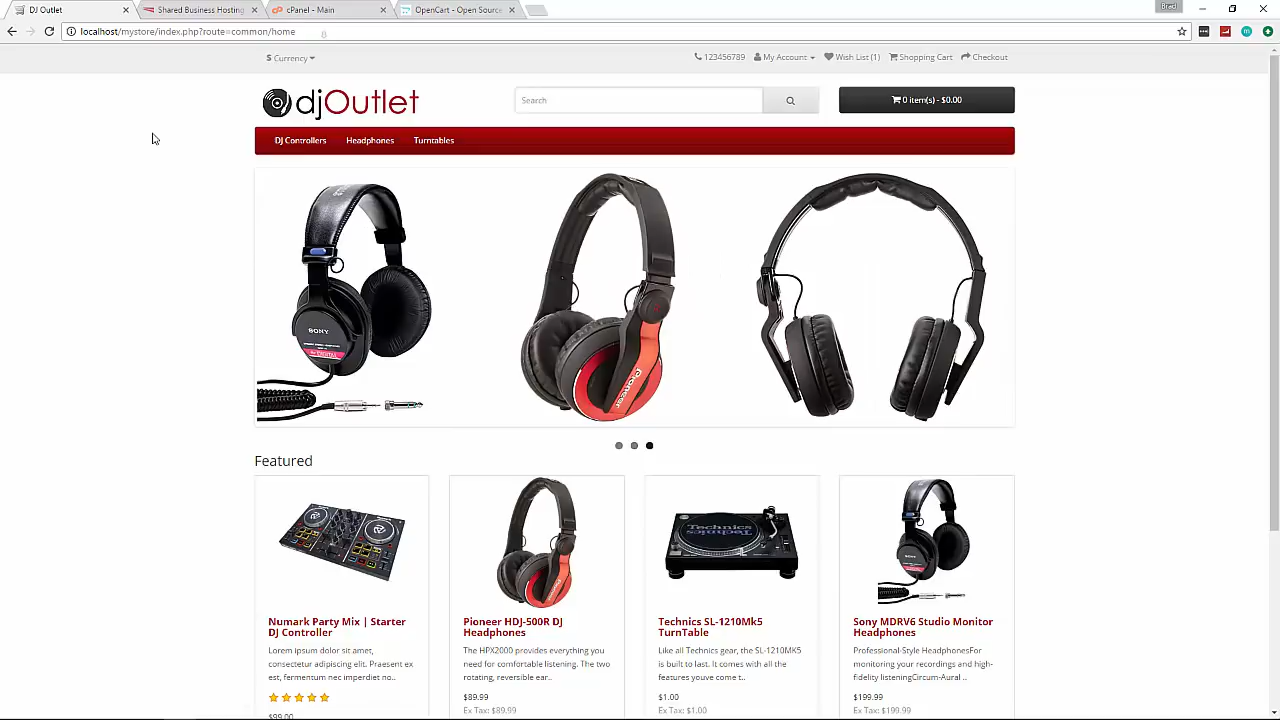 DJ Outlet
Shared Business Hosting
cPanel - Main
OpenCart - Open Source
Bred
localhost/mystore/index.php?route=common/home
$ Currency
123456789
My Account
Wish List (1)
Shopping Cart
Checkout
djOutlet
Search
0 item(s) - $0.00
DJ Controllers
Headphones
Turntables
SONY
Pioneer
Featured
Technics
SONY
Numark Party Mix | Starter
DJ Controller
Pioneer HDJ-500R DJ
Headphones
Technics SL-1210Mk5
TurnTable
Sony MDRV6 Studio Monitor
Headphones
Lorem ipsum dolor sit amet,
consectetur adipiscing elit. Praesent ex
est, fermentum nec imperdiet no..
The HPX2000 provides everything you
need for comfortable listening. The two
rotating, reversible ear..
Like all Technics gear, the SL-1210MK5
is built to last. It comes with all the
features youve come t..
Professional-Style HeadphonesFor
monitoring your recordings and high-
fidelity listeningCircum-Aural ..
$99.00
$89.99
Ex Tax: $89.99
$1.00
Ex Tax: $1.00
$199.99
Ex Tax: $199.99